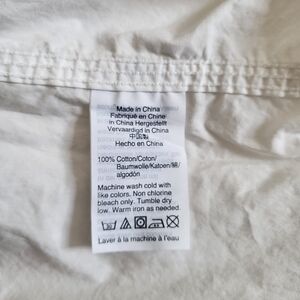 Made in China
Fabriqué en Chine
in China Hergestellt
Vervaardigd in China
中国製
Hecho en China
100% Cotton/Coton/
Baumwolle/Katoen/綿/
algodón
Machine wash cold with
like colors. Non chlorine
bleach only. Tumble dry
low. Warm iron as needed.
Laver à la machine à l'eau